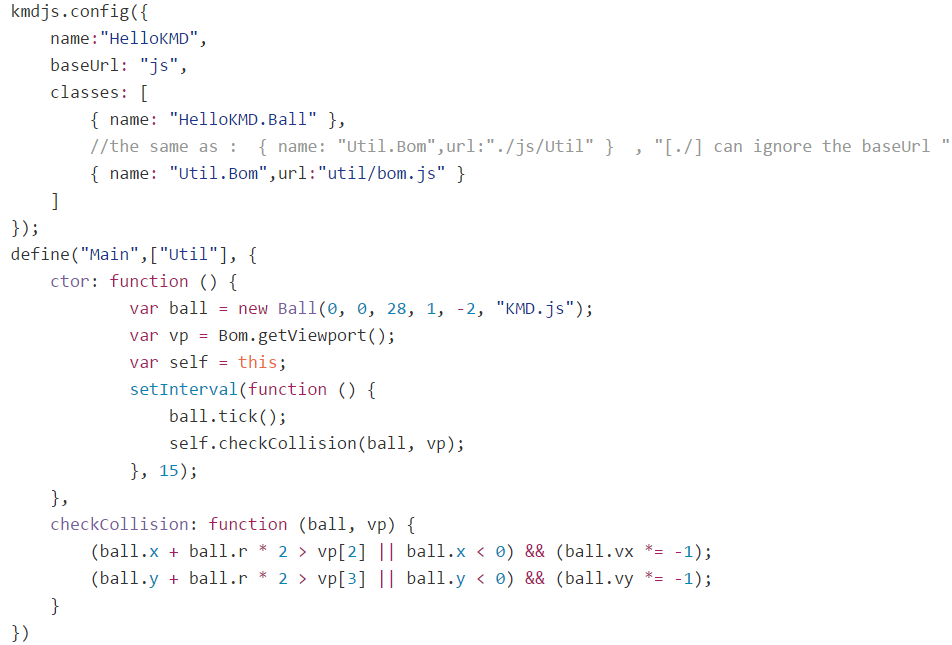 kmdjs.config({
    name:"HelloKMD",
    baseUrl: "js",
    classes: [
        { name: "HelloKMD.Ball" },
        //the same as :  { name: "Util.Bom",url:"./js/Util" }  , "[./] can ignore the baseUrl "
        { name: "Util.Bom",url:"util/bom.js" }
    ]
});
define("Main",["Util"], {
    ctor: function () {
            var ball = new Ball(0, 0, 28, 1, -2, "KMD.js");
            var vp = Bom.getViewport();
            var self = this;
            setInterval(function () {
                ball.tick();
                self.checkCollision(ball, vp);
            }, 15);
    },
    checkCollision: function (ball, vp) {
        (ball.x + ball.r * 2 > vp[2] || ball.x < 0) && (ball.vx *= -1);
        (ball.y + ball.r * 2 > vp[3] || ball.y < 0) && (ball.vy *= -1);
    }
})